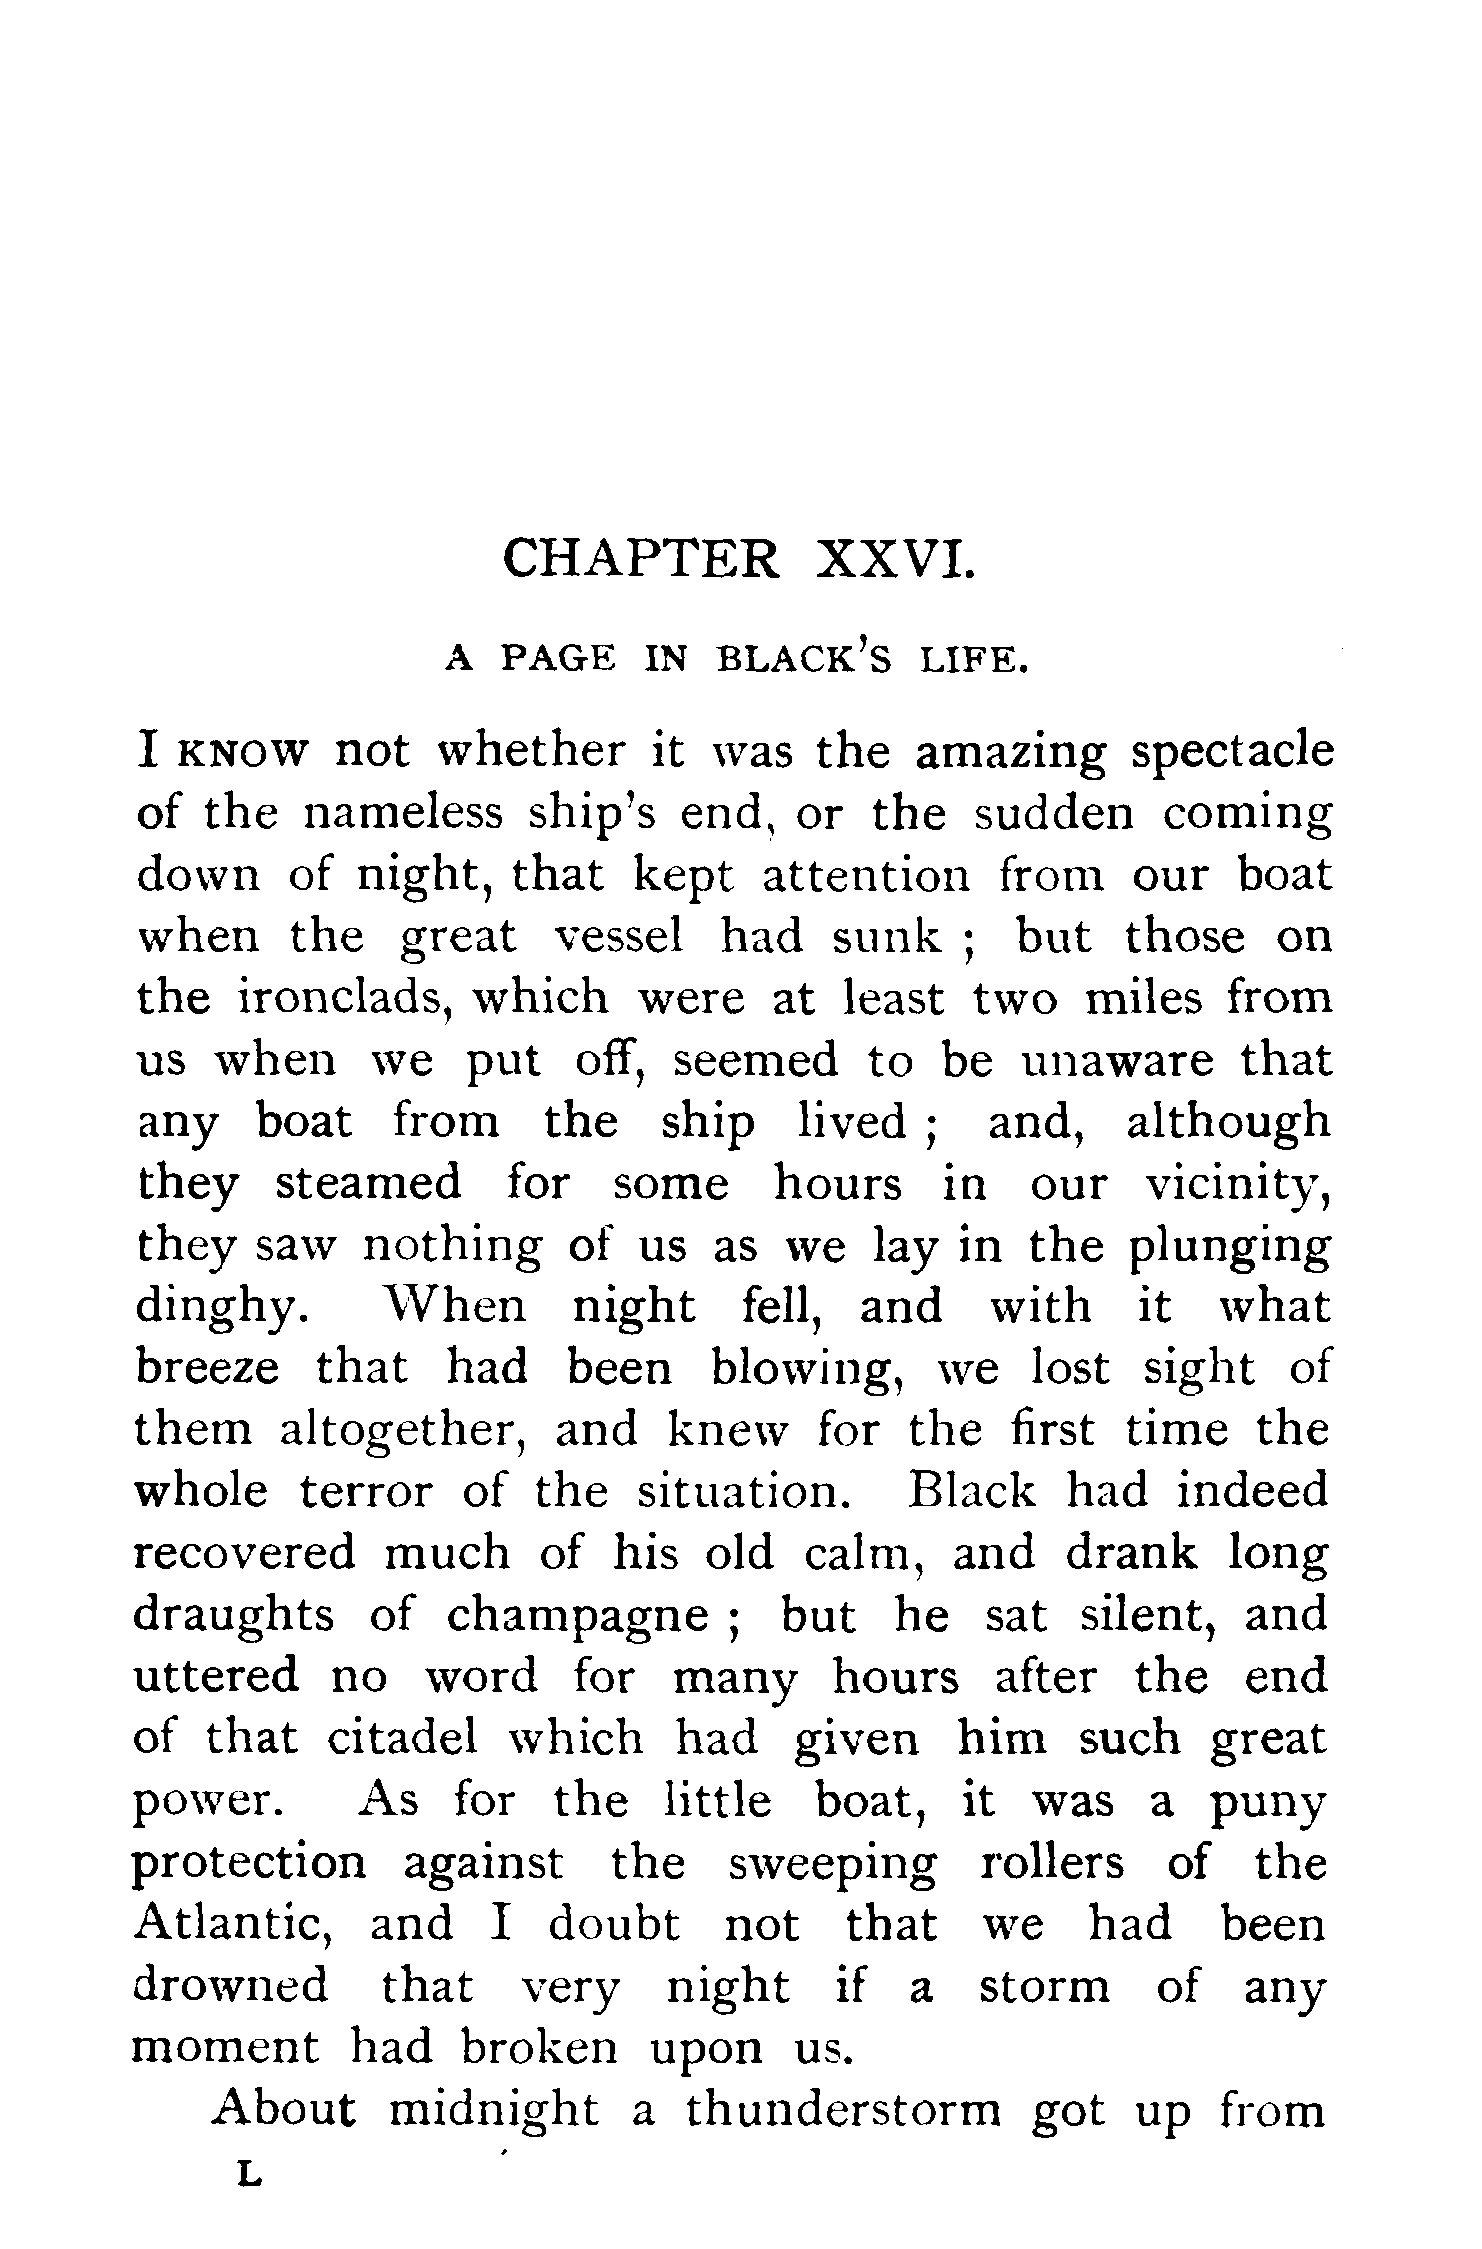 CHAPTER XXVI.
A PAGE IN BLACK'S LIFE.
I KNOW not whether it was the amazing spectacle
of the nameless ship's end, or the sudden coming
down of night, that kept attention from our boat
when the great vessel had sunk ; but those on
the ironclads, which were at least two miles from
us when we put off, seemed to be unaware that
any boat from the ship lived ; and, although
they steamed for some hours in our vicinity,
they saw nothing of us as we lay in the plunging
dinghy. When night fell, and with it what
breeze that had been blowing, we lost sight of
them altogether, and knew for the first time the
whole terror of the situation. Black had indeed
recovered much of his old calm, and drank long
draughts of champagne ; but he sat silent, and
uttered no word for many hours after the end
of that citadel which had given him such great
power. As for the little boat, it was a puny
protection against the sweeping rollers of the
Atlantic, and I doubt not that we had been
drowned that very night if a storm of any
moment had broken upon us.
About midnight a thunderstorm got up from
L